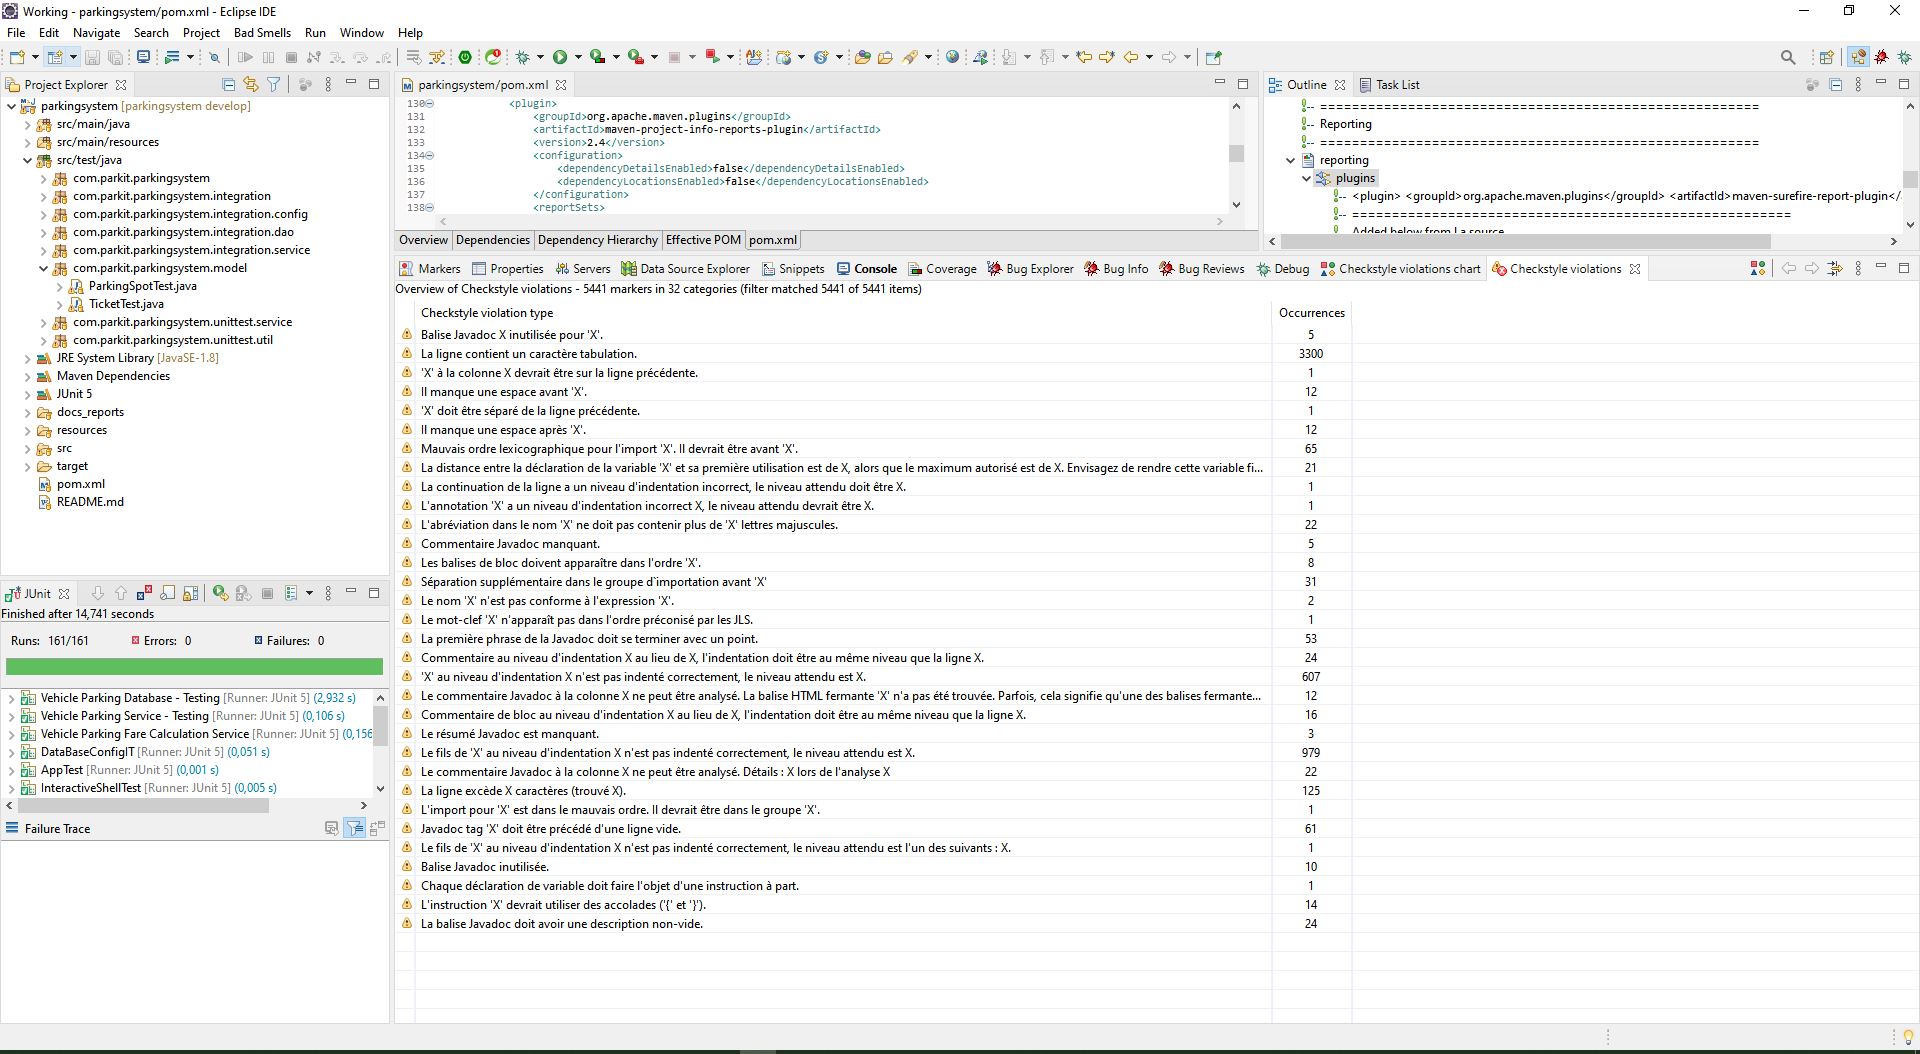 Working - parkingsystem/pom.xml - Eclipse IDE
File Edit Navigate Search Project Bad Smells Run Window Help
Project Explorer
parkingsystem [parkingsystem develop]
src/main/java
src/main/resources
src/test/java
com.parkit.parkingsystem
com.parkit.parkingsystem.integration
com.parkit.parkingsystem.integration.config
com.parkit.parkingsystem.integration.dao
com.parkit.parkingsystem.integration.service
com.parkit.parkingsystem.model
ParkingSpotTest.java
TicketTest.java
com.parkit.parkingsystem.unittest.service
com.parkit.parkingsystem.unittest.util
JRE System Library [JavaSE-1.8]
Maven Dependencies
JUnit 5
docs_reports
resources
src
target
pom.xml
README.md
JUnit
Finished after 14,741 seconds
Runs: 161/161 Errors: 0 Failures: 0
Vehicle Parking Database - Testing [Runner: JUnit 5] (2,932 s)
Vehicle Parking Service - Testing [Runner: JUnit 5] (0,106 s)
Vehicle Parking Fare Calculation Service [Runner: JUnit 5] (0,156
DataBaseConfigIT [Runner: JUnit 5] (0,051 s)
AppTest [Runner: JUnit 5] (0,001 s)
InteractiveShellTest [Runner: JUnit 5] (0,005 s)
Failure Trace
parkingsystem/pom.xml
130 <plugin>
131 <groupId>org.apache.maven.plugins</groupId>
132 <artifactId>maven-project-info-reports-plugin</artifactId>
133 <version>2.4</version>
134 <configuration>
135 <dependencyDetailsEnabled>false</dependencyDetailsEnabled>
136 <dependencyLocationsEnabled>false</dependencyLocationsEnabled>
137 </configuration>
138 <reportSets>
Overview Dependencies Dependency Hierarchy Effective POM pom.xml
Outline Task List
=======================================================
Reporting
=======================================================
reporting
plugins
<plugin> <groupId>org.apache.maven.plugins</groupId> <artifactId>maven-surefire-report-plugin</
=======================================================
Added below from La source
Markers Properties Servers Data Source Explorer Snippets Console Coverage Bug Explorer Bug Info Bug Reviews Debug Checkstyle violations chart Checkstyle violations
Overview of Checkstyle violations - 5441 markers in 32 categories (filter matched 5441 of 5441 items)
Checkstyle violation type Occurrences
Balise Javadoc X inutilisée pour 'X'. 5
La ligne contient un caractère tabulation. 3300
'X' à la colonne X devrait être sur la ligne précédente. 1
Il manque une espace avant 'X'. 12
'X' doit être séparé de la ligne précédente. 1
Il manque une espace après 'X'. 12
Mauvais ordre lexicographique pour l'import 'X'. Il devrait être avant 'X'. 65
La distance entre la déclaration de la variable 'X' et sa première utilisation est de X, alors que le maximum autorisé est de X. Envisagez de rendre cette variable fi... 21
La continuation de la ligne a un niveau d'indentation incorrect, le niveau attendu doit être X. 1
L'annotation 'X' a un niveau d'indentation incorrect X, le niveau attendu devrait être X. 1
L'abréviation dans le nom 'X' ne doit pas contenir plus de 'X' lettres majuscules. 22
Commentaire Javadoc manquant. 5
Les balises de bloc doivent apparaître dans l'ordre 'X'. 8
Séparation supplémentaire dans le groupe d`importation avant 'X' 31
Le nom 'X' n'est pas conforme à l'expression 'X'. 2
Le mot-clef 'X' n'apparaît pas dans l'ordre préconisé par les JLS. 1
La première phrase de la Javadoc doit se terminer avec un point. 53
Commentaire au niveau d'indentation X au lieu de X, l'indentation doit être au même niveau que la ligne X. 24
'X' au niveau d'indentation X n'est pas indenté correctement, le niveau attendu est X. 607
Le commentaire Javadoc à la colonne X ne peut être analysé. La balise HTML fermante 'X' n'a pas été trouvée. Parfois, cela signifie qu'une des balises fermante... 12
Commentaire de bloc au niveau d'indentation X au lieu de X, l'indentation doit être au même niveau que la ligne X. 16
Le résumé Javadoc est manquant. 3
Le fils de 'X' au niveau d'indentation X n'est pas indenté correctement, le niveau attendu est X. 979
Le commentaire Javadoc à la colonne X ne peut être analysé. Détails : X lors de l'analyse X 22
La ligne excède X caractères (trouvé X). 125
L'import pour 'X' est dans le mauvais ordre. Il devrait être dans le groupe 'X'. 1
Javadoc tag 'X' doit être précédé d'une ligne vide. 61
Le fils de 'X' au niveau d'indentation X n'est pas indenté correctement, le niveau attendu est l'un des suivants : X. 1
Balise Javadoc inutilisée. 10
Chaque déclaration de variable doit faire l'objet d'une instruction à part. 1
L'instruction 'X' devrait utiliser des accolades ('{' et '}'). 14
La balise Javadoc doit avoir une description non-vide. 24